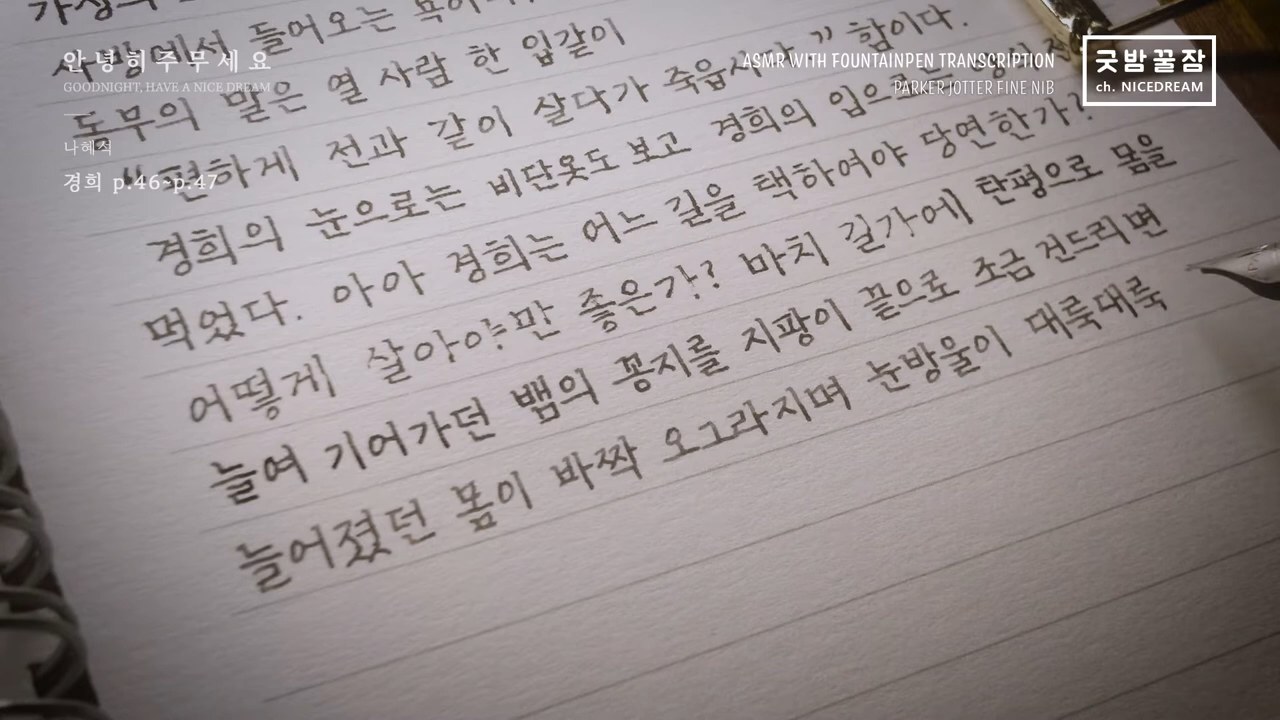 안녕히주무세요
GOODNIGHT, HAVE A NICE DREAM
나혜석
경희 p.46~p.47
ASMR WITH FOUNTAINPEN TRANSCRIPTION
PARKER JOTTER FINE NIB
굿밤꿀잠
ch. NICEDREAM
사방에서 들어오는
동무의 말은 열 사람 한 입같이
“편하게 전과 같이 살다가 죽읍시다” 함이다.
경희의 눈으로는 비단옷도 보고 경희의 입으로는
먹었다. 아아 경희는 어느 길을 택하여야 당연한가?
어떻게 살아야만 좋은가? 마치 길가에 탄평으로 몸을
늘여 기어가던 뱀의 꽁지를 지팡이 끝으로 조금 건드리면
늘어졌던 몸이 바짝 오그라지며 눈방울이 대룩대룩